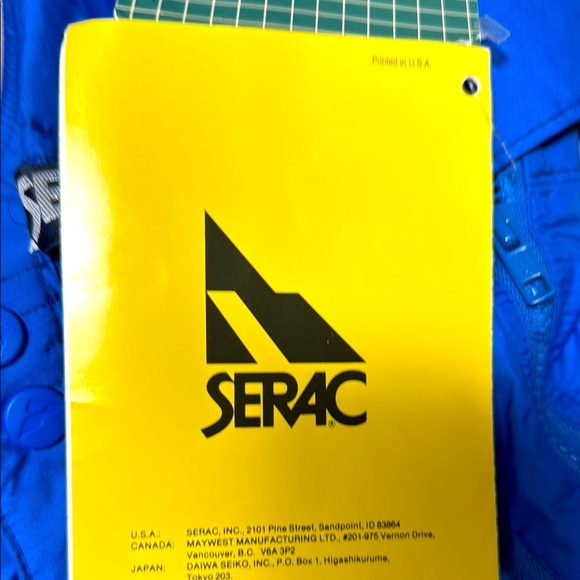 Printed in U.S.A.
SE
SERAC®
U.S.A.: SERAC, INC., 2101 Pine Street, Sandpoint, ID 83864
CANADA: MAYWEST MANUFACTURING LTD., #201-975 Vernon Drive,
Vancouver, B.C. V6A 3P2
JAPAN: DAIWA SEIKO, INC., P.O. Box 1, Higashikurume,
Tokyo 203.